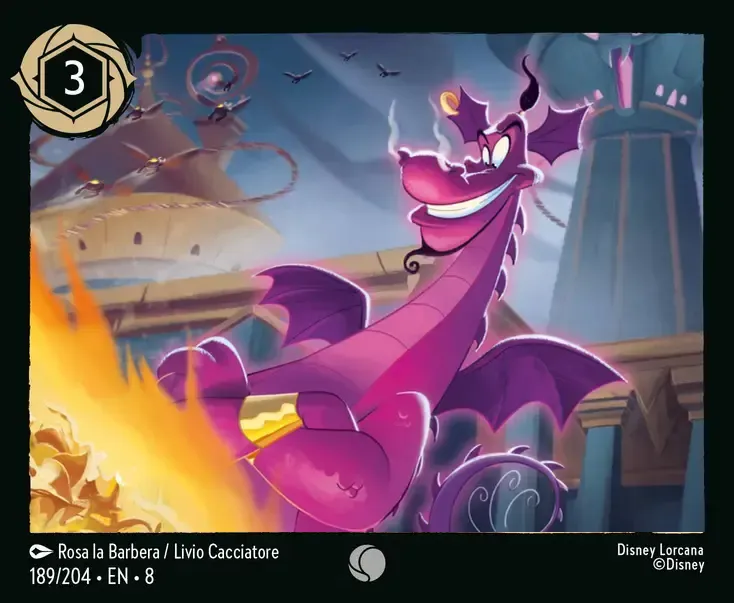 3
Rosa la Barbera / Livio Cacciatore
189/204 • EN • 8
Disney Lorcana
©Disney